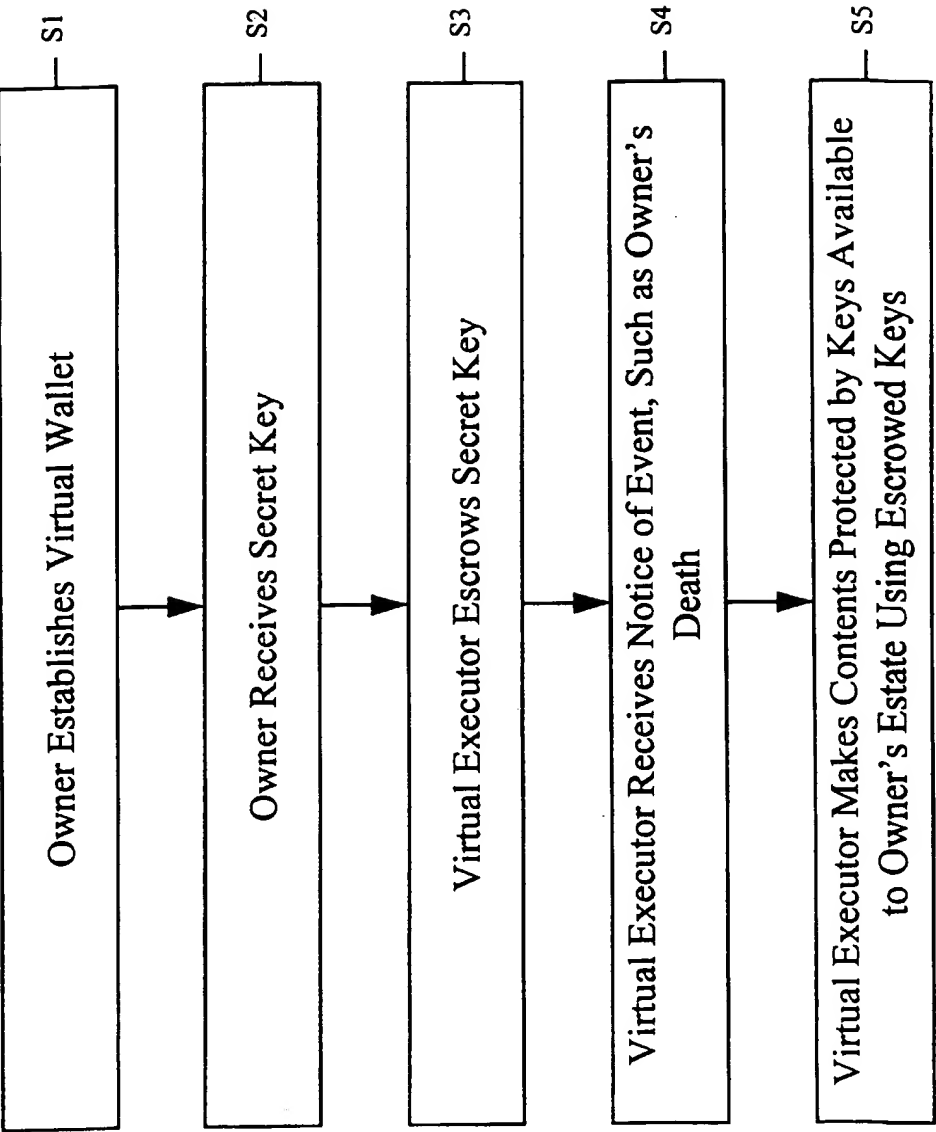 Owner Establishes Virtual Wallet
S1
Owner Receives Secret Key
S2
Virtual Executor Escrows Secret Key
S3
Virtual Executor Receives Notice of Event, Such as Owner's
Death
S4
Virtual Executor Makes Contents Protected by Keys Available
to Owner's Estate Using Escrowed Keys
S5